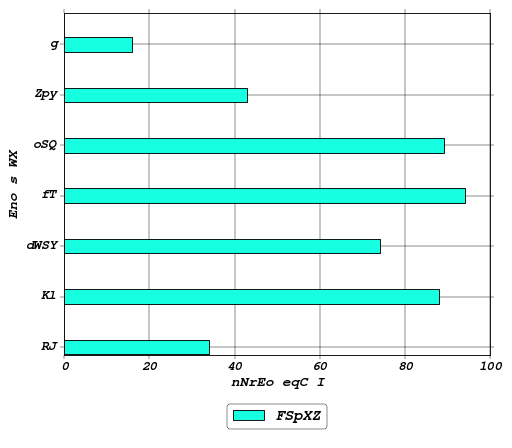 g
Zpy
oSQ
fT
dWSY
Kl
RJ
Eno s WX
0 20 40 60 80 100
nNrEo eqC I
FSpXZ